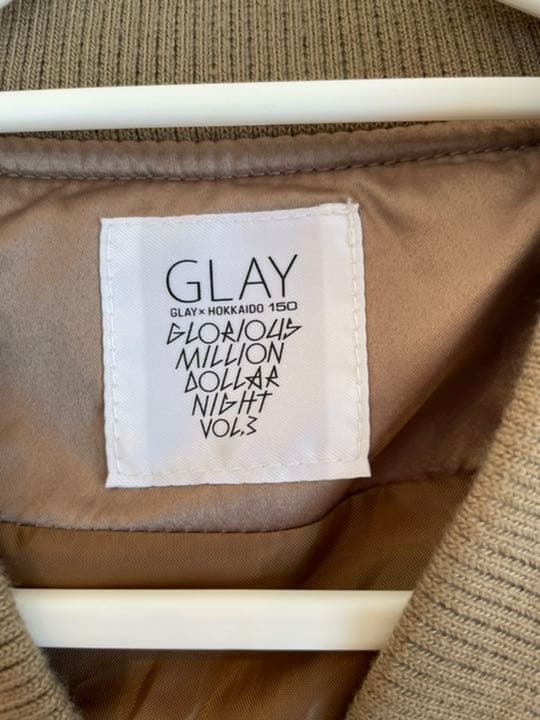 GLAY
GLAY × HOKKAIDO 150
GLORIOUS
MILLION
DOLLAR
NIGHT
VOL.3